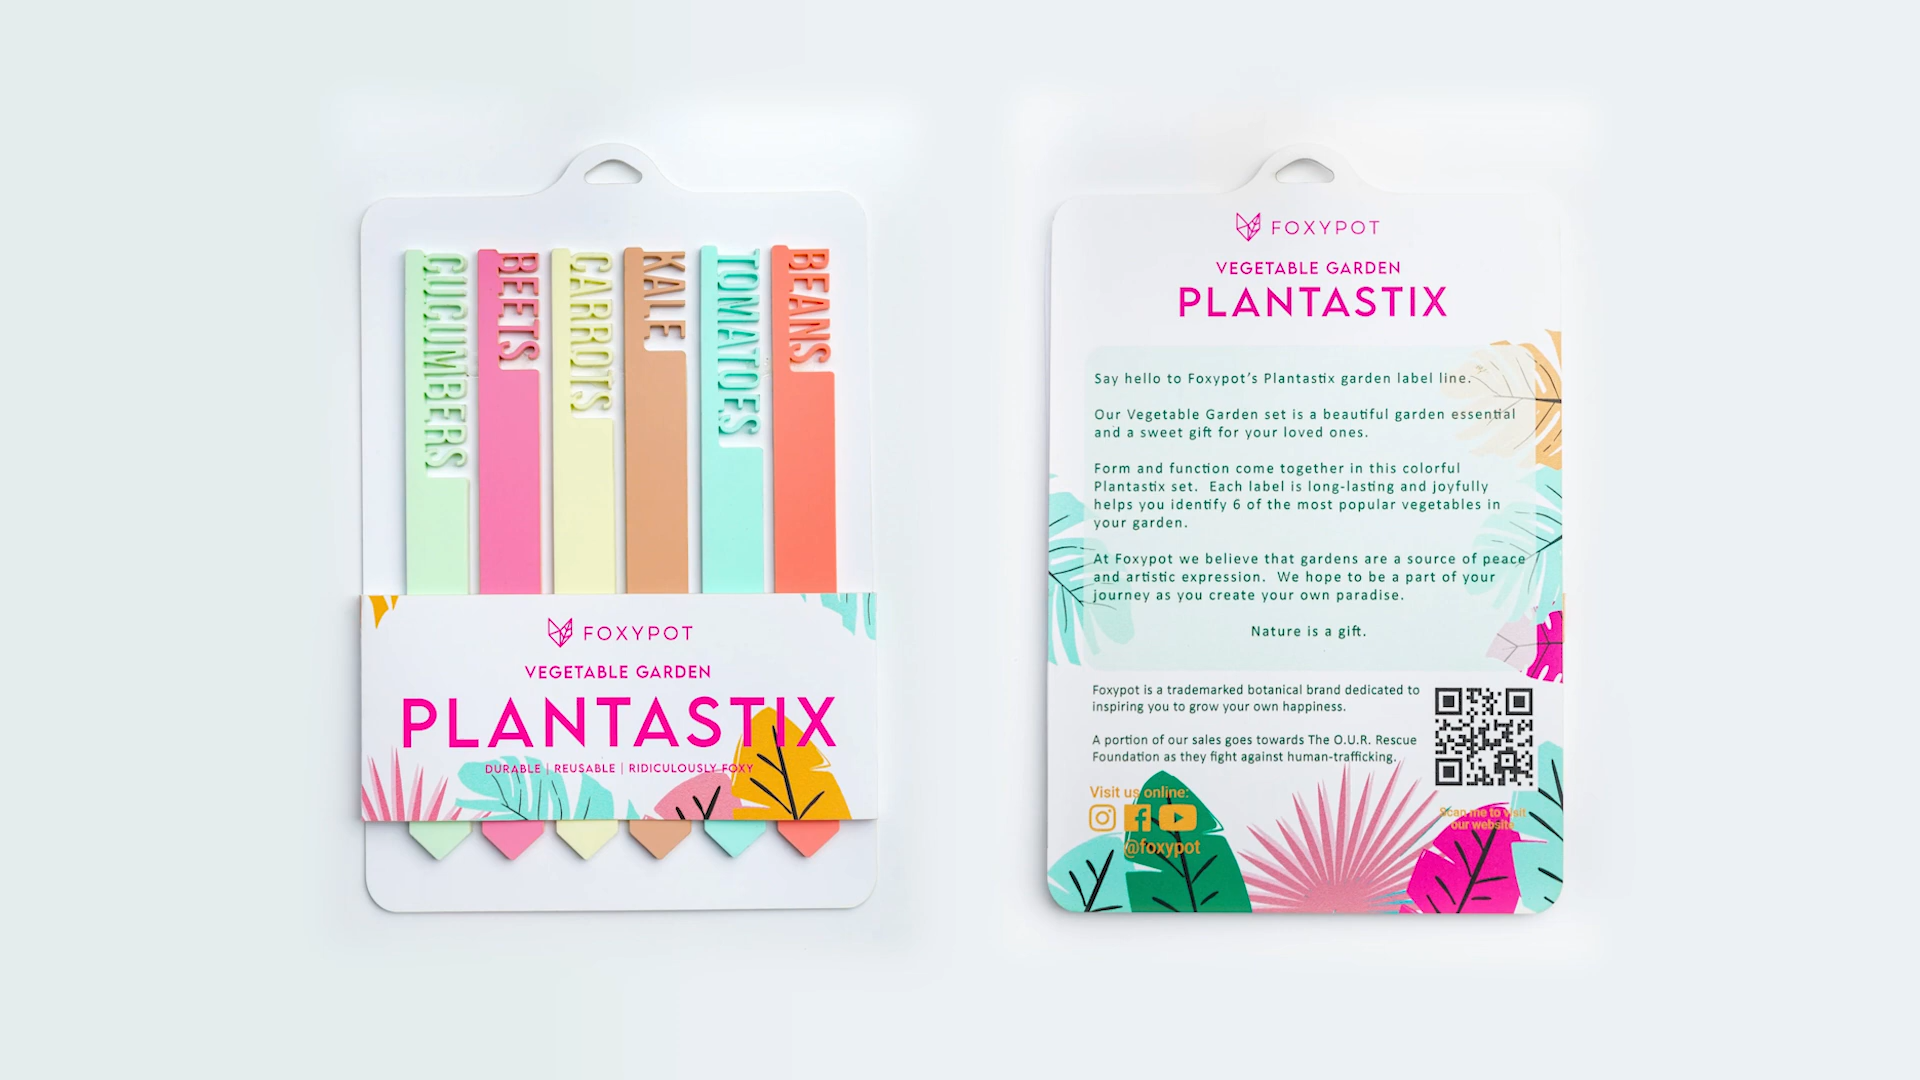 CUCUMBERS
BEETS
CARROTS
KALE
TOMATOES
BEANS
FOXYPOT
VEGETABLE GARDEN
PLANTASTIX
DURABLE | REUSABLE | RIDICULOUSLY FOXY
FOXYPOT
VEGETABLE GARDEN
PLANTASTIX
Say hello to Foxypot's Plantastix garden label line.
Our Vegetable Garden set is a beautiful garden essential
and a sweet gift for your loved ones.
Form and function come together in this colorful
Plantastix set. Each label is long-lasting and joyfully
helps you identify 6 of the most popular vegetables in
your garden.
At Foxypot we believe that gardens are a source of peace
and artistic expression. We hope to be a part of your
journey as you create your own paradise.
Nature is a gift.
Foxypot is a trademarked botanical brand dedicated to
inspiring you to grow your own happiness.
A portion of our sales goes towards The O.U.R. Rescue
Foundation as they fight against human-trafficking.
Visit us online:
@foxypot
Scan me to visit
our website